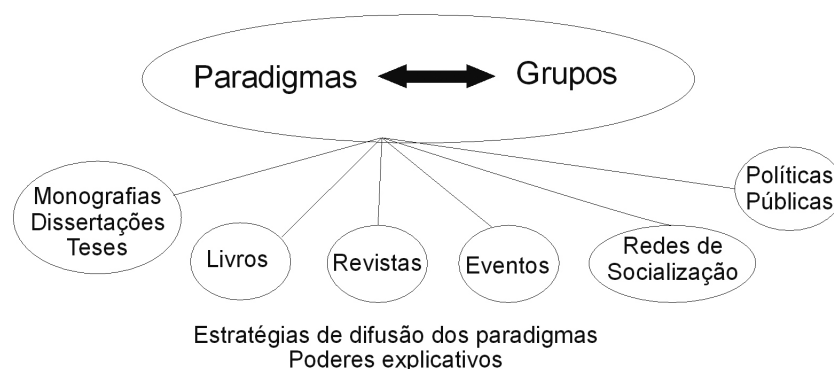 Paradigmas Grupos
Monografias
Dissertações
Teses
Livros
Revistas
Eventos
Redes de
Socialização
Políticas
Públicas
Estratégias de difusão dos paradigmas
Poderes explicativos